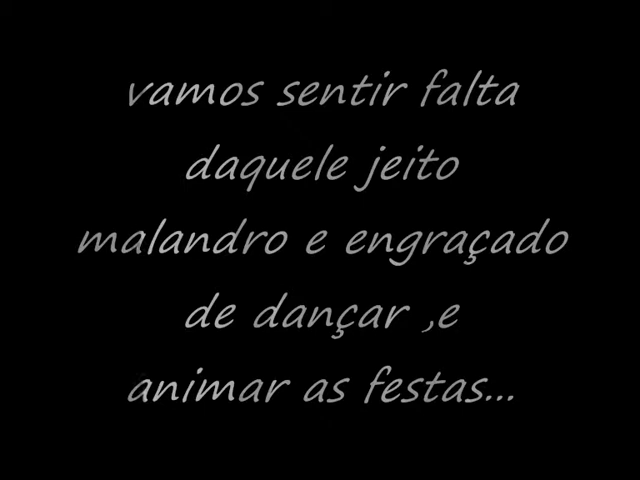 vamos sentir falta
daquele jeito
malandro e engraçado
de dançar ,e
animar as festas...